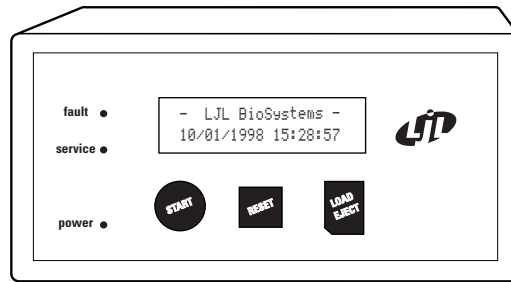 fault
- LJL BioSystems -
10/01/1998 15:28:57
LJL
service
START
RESET
LOAD
EJECT
power